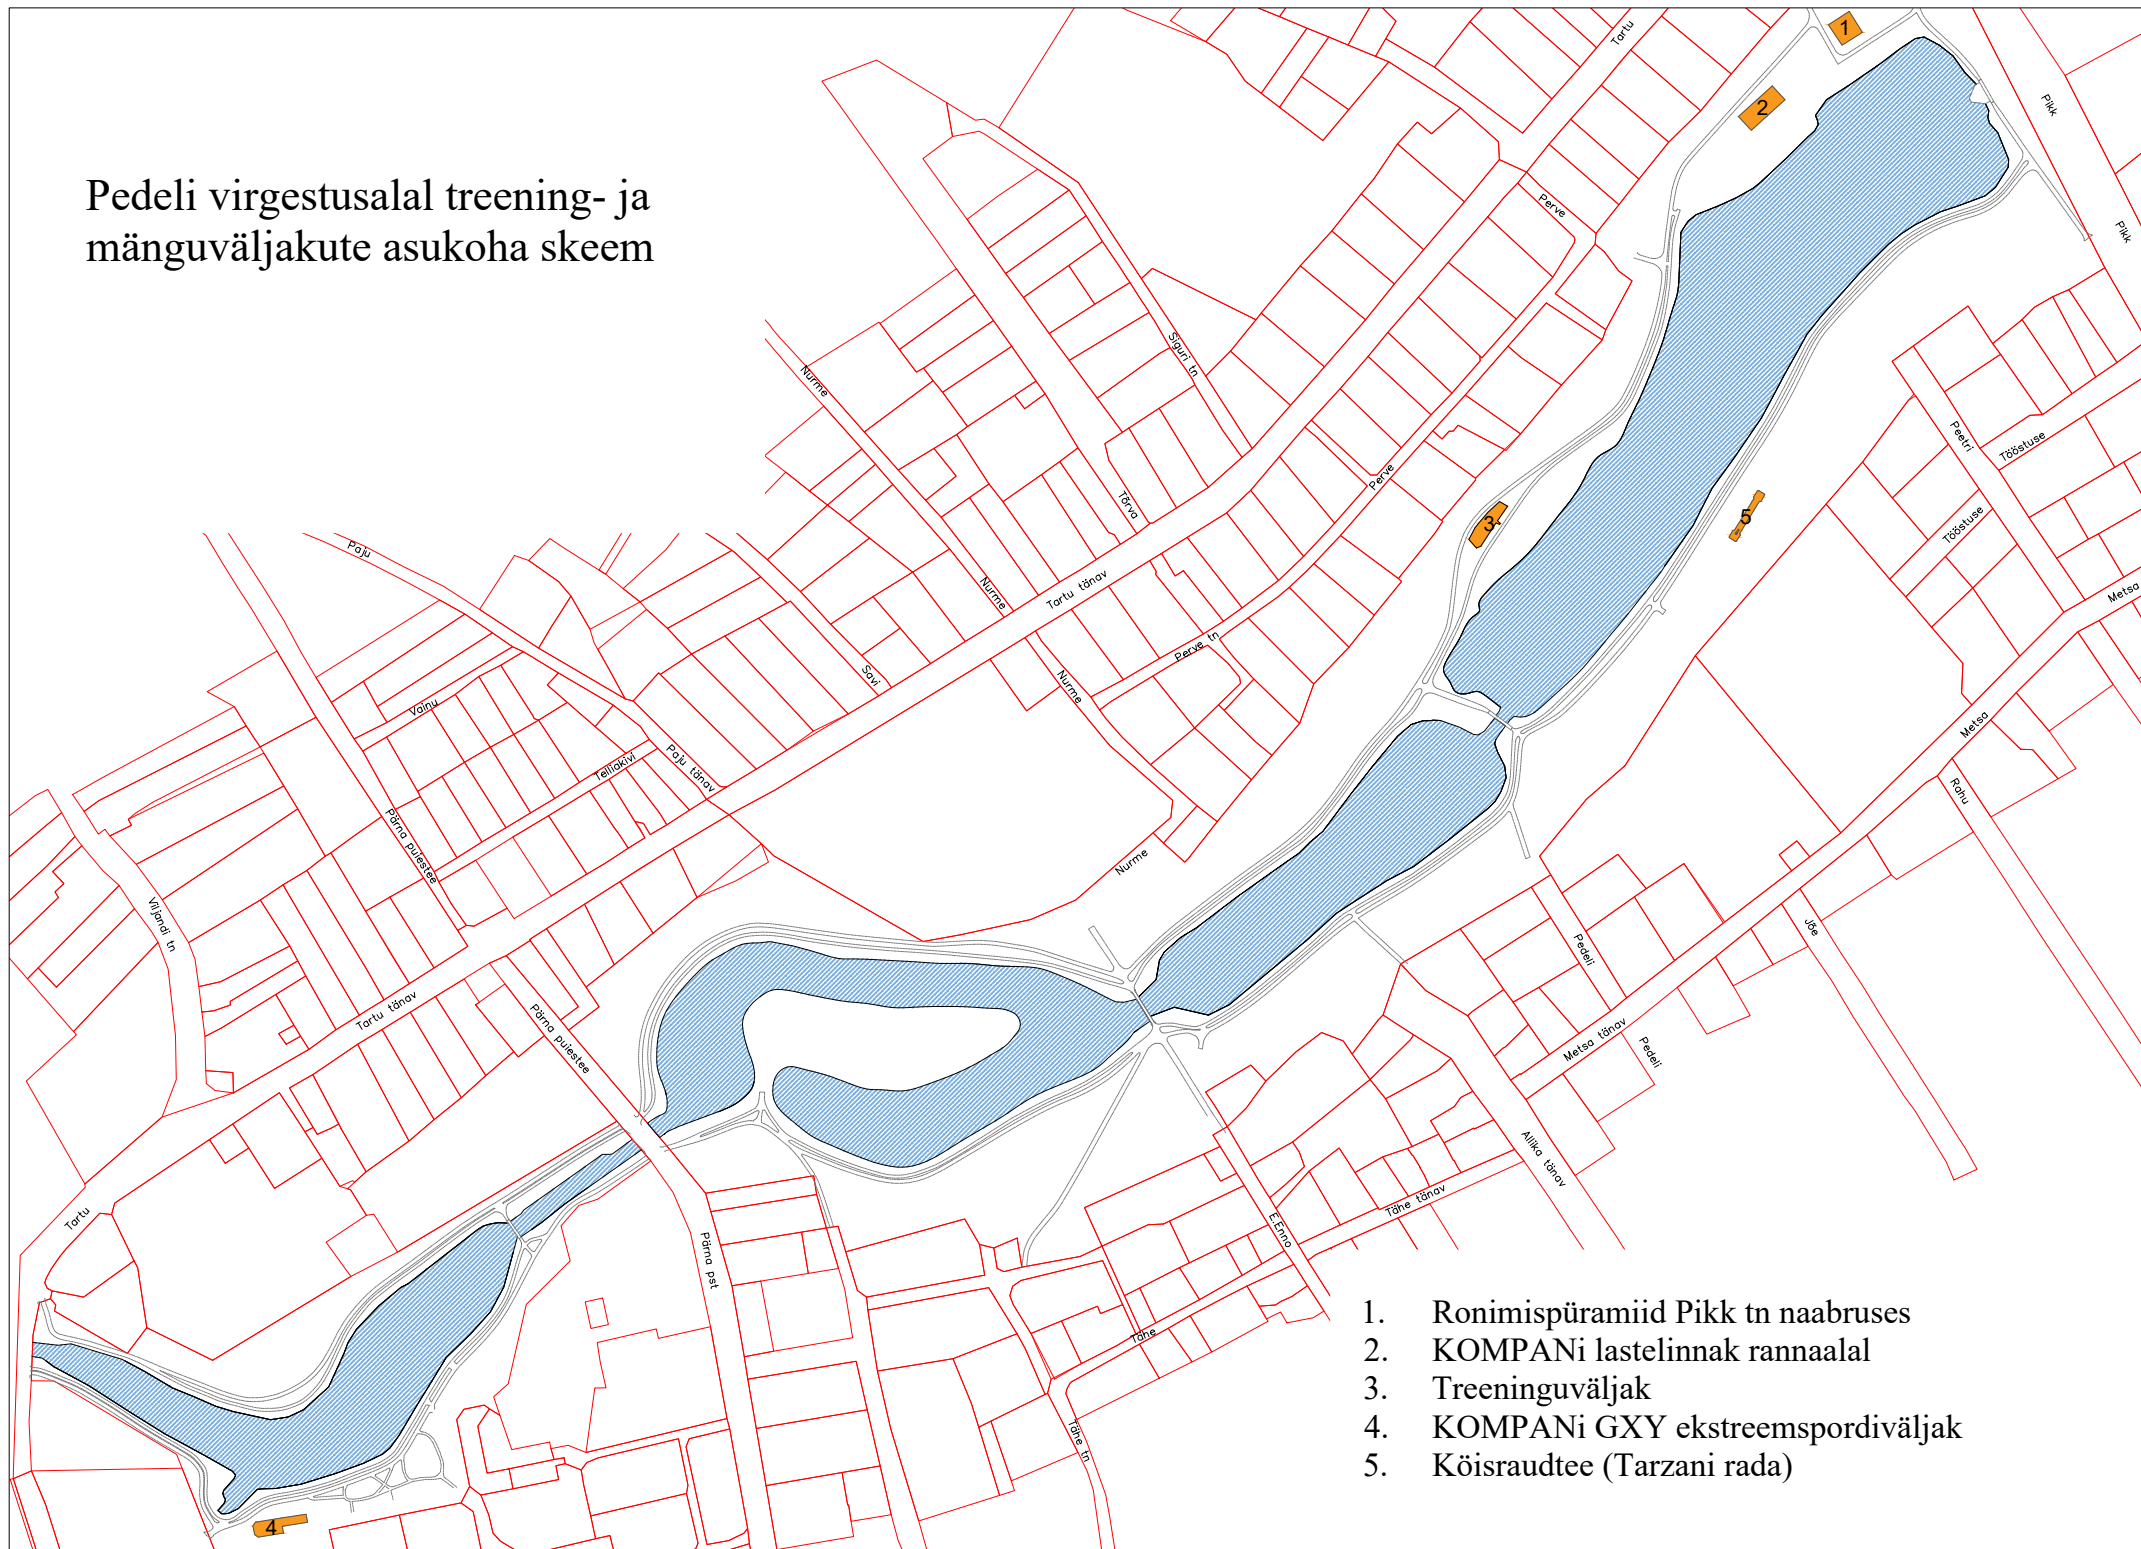 Pedeli virgestusalal treening- ja
mänguväljakute asukoha skeem
1
2
3
5
4
Tartu
Pikk
Pikk
Perve
Siguri tn
Nurme
Peetri
Tööstuse
Perve
Tõrva
Tööstuse
Paju
Tartu tänav
Nurme
Metsa
Perve tn
Savi
Nurme
Vainu
Metsa
Telliskivi
Paju tänav
Rahu
Pärna puiestee
Nurme
Viljandi tn
Jõe
Pedeli
Tartu tänav
Pärna puiestee
Metsa tänav
Pedeli
Allika tänav
Tähe tänav
Tartu
E.Enno
Pärna pst
Tähe
Tähe tn
1. Ronimispüramiid Pikk tn naabruses
2. KOMPANi lastelinnak rannaalal
3. Treeninguväljak
4. KOMPANi GXY ekstreemspordiväljak
5. Köisraudtee (Tarzani rada)